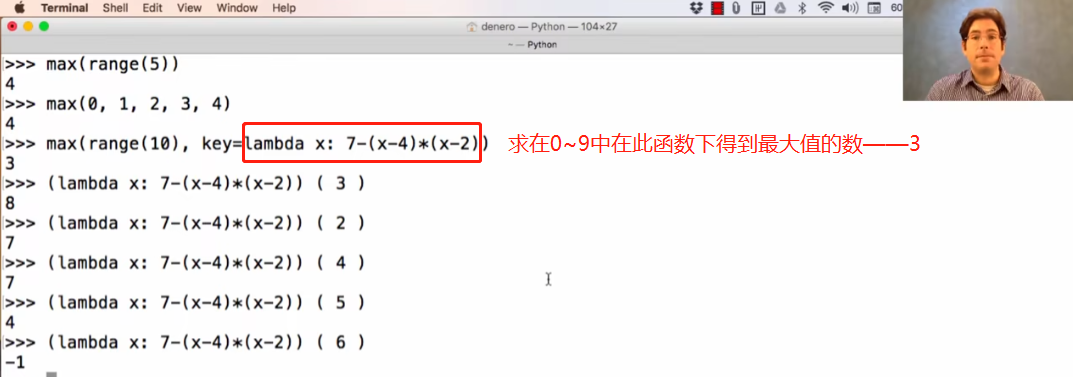 Terminal Shell Edit View Window Help 60
denero — Python — 104×27
~ — Python
>>> max(range(5))
4
>>> max(0, 1, 2, 3, 4)
4
>>> max(range(10), key=lambda x: 7-(x-4)*(x-2)) 求在0~9中在此函数下得到最大值的数——3
3
>>> (lambda x: 7-(x-4)*(x-2)) ( 3 )
8
>>> (lambda x: 7-(x-4)*(x-2)) ( 2 )
7
>>> (lambda x: 7-(x-4)*(x-2)) ( 4 )
7
>>> (lambda x: 7-(x-4)*(x-2)) ( 5 )
4
>>> (lambda x: 7-(x-4)*(x-2)) ( 6 )
-1